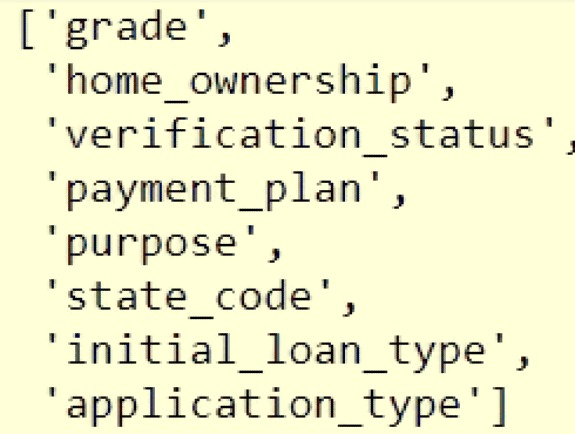 ['grade',
'home_ownership',
'verification_status',
'payment_plan',
'purpose',
'state_code',
'initial_loan_type',
'application_type']